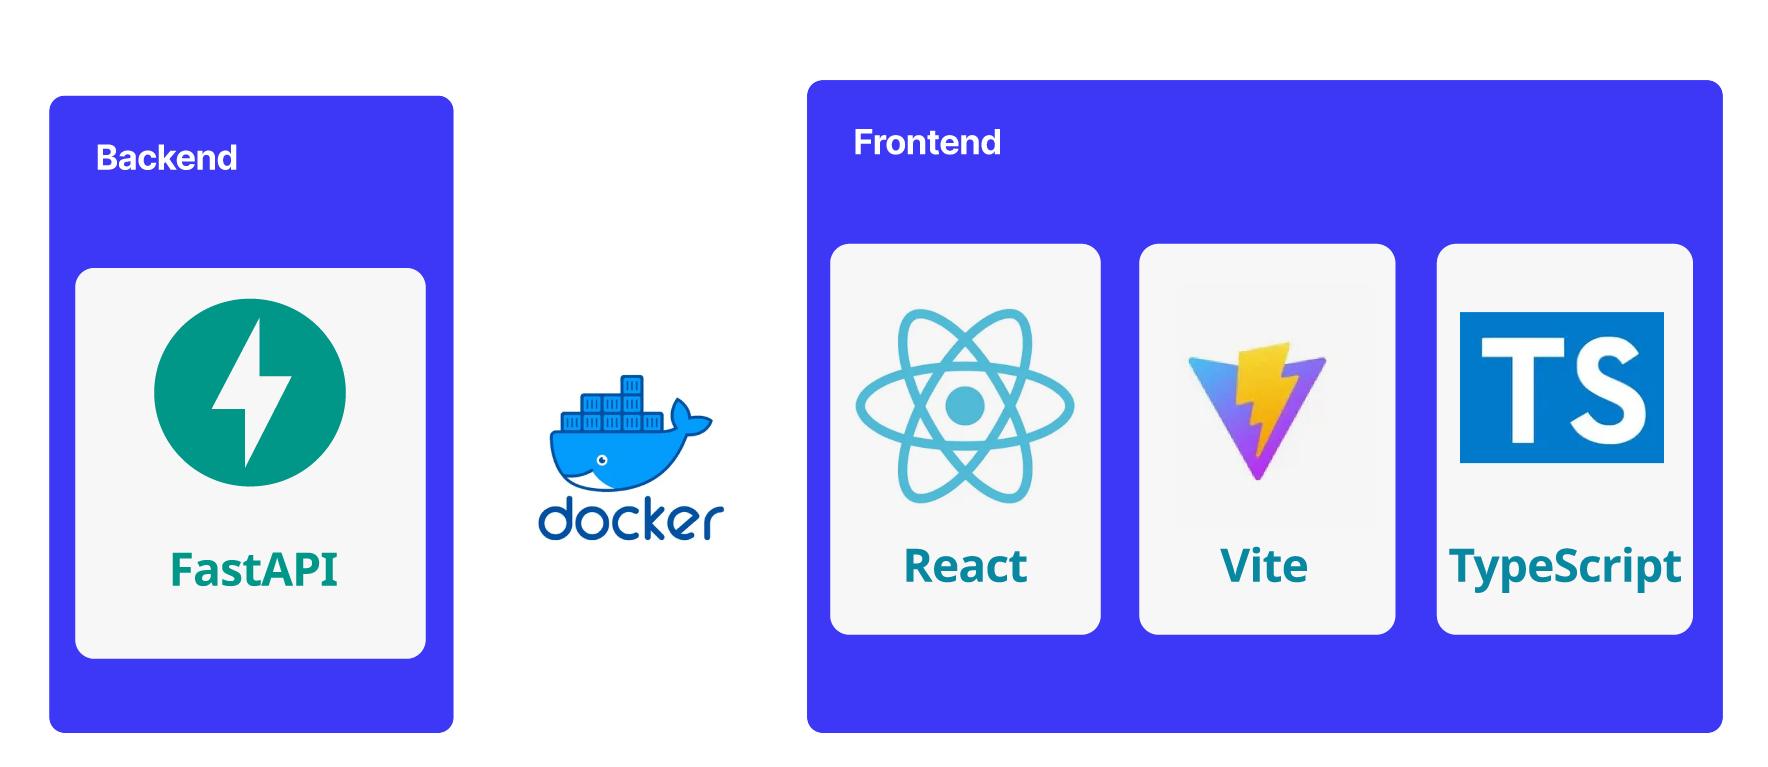 Backend
FastAPI
docker
Frontend
React
Vite
TS
TypeScript